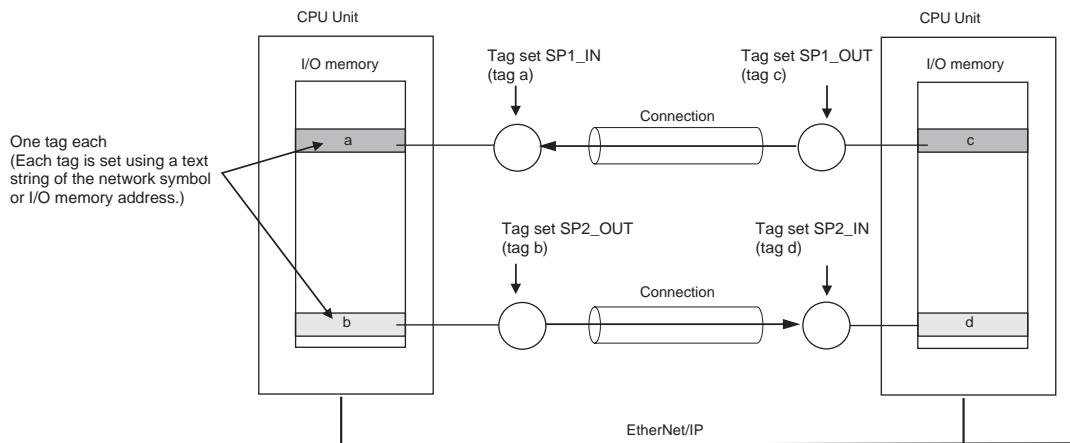 CPU Unit
CPU Unit
I/O memory
Tag set SP1_IN
(tag a)
Tag set SP1_OUT
(tag c)
I/O memory
Connection
One tag each
(Each tag is set using a text
string of the network symbol
or I/O memory address.)
a
c
Tag set SP2_OUT
(tag b)
Tag set SP2_IN
(tag d)
Connection
b
d
EtherNet/IP